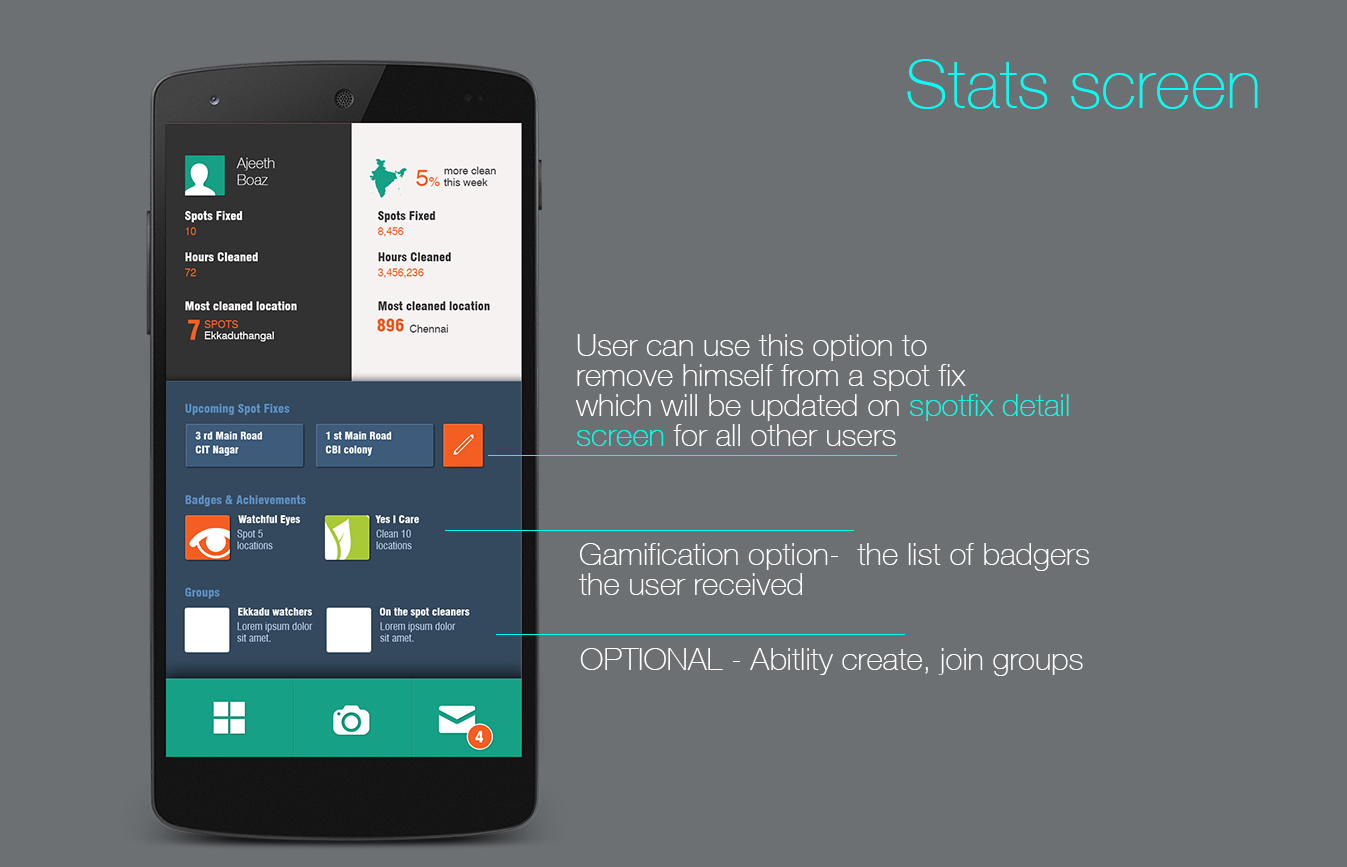 Stats screen
Ajeeth
Boaz
Spots Fixed
10
Hours Cleaned
72
Most cleaned location
7 SPOTS
Ekkaduthangal
5% more clean
this week
Spots Fixed
8,456
Hours Cleaned
3,456,236
Most cleaned location
896 Chennai
Upcoming Spot Fixes
3 rd Main Road
CIT Nagar
1 st Main Road
CBI colony
Badges & Achievements
Watchful Eyes
Spot 5
locations
Yes I Care
Clean 10
locations
Groups
Ekkadu watchers
Lorem ipsum dolor
sit amet.
On the spot cleaners
Lorem ipsum dolor
sit amet.
4
User can use this option to
remove himself from a spot fix
which will be updated on spotfix detail
screen for all other users
Gamification option-  the list of badgers
the user received
OPTIONAL - Abitlity create, join groups